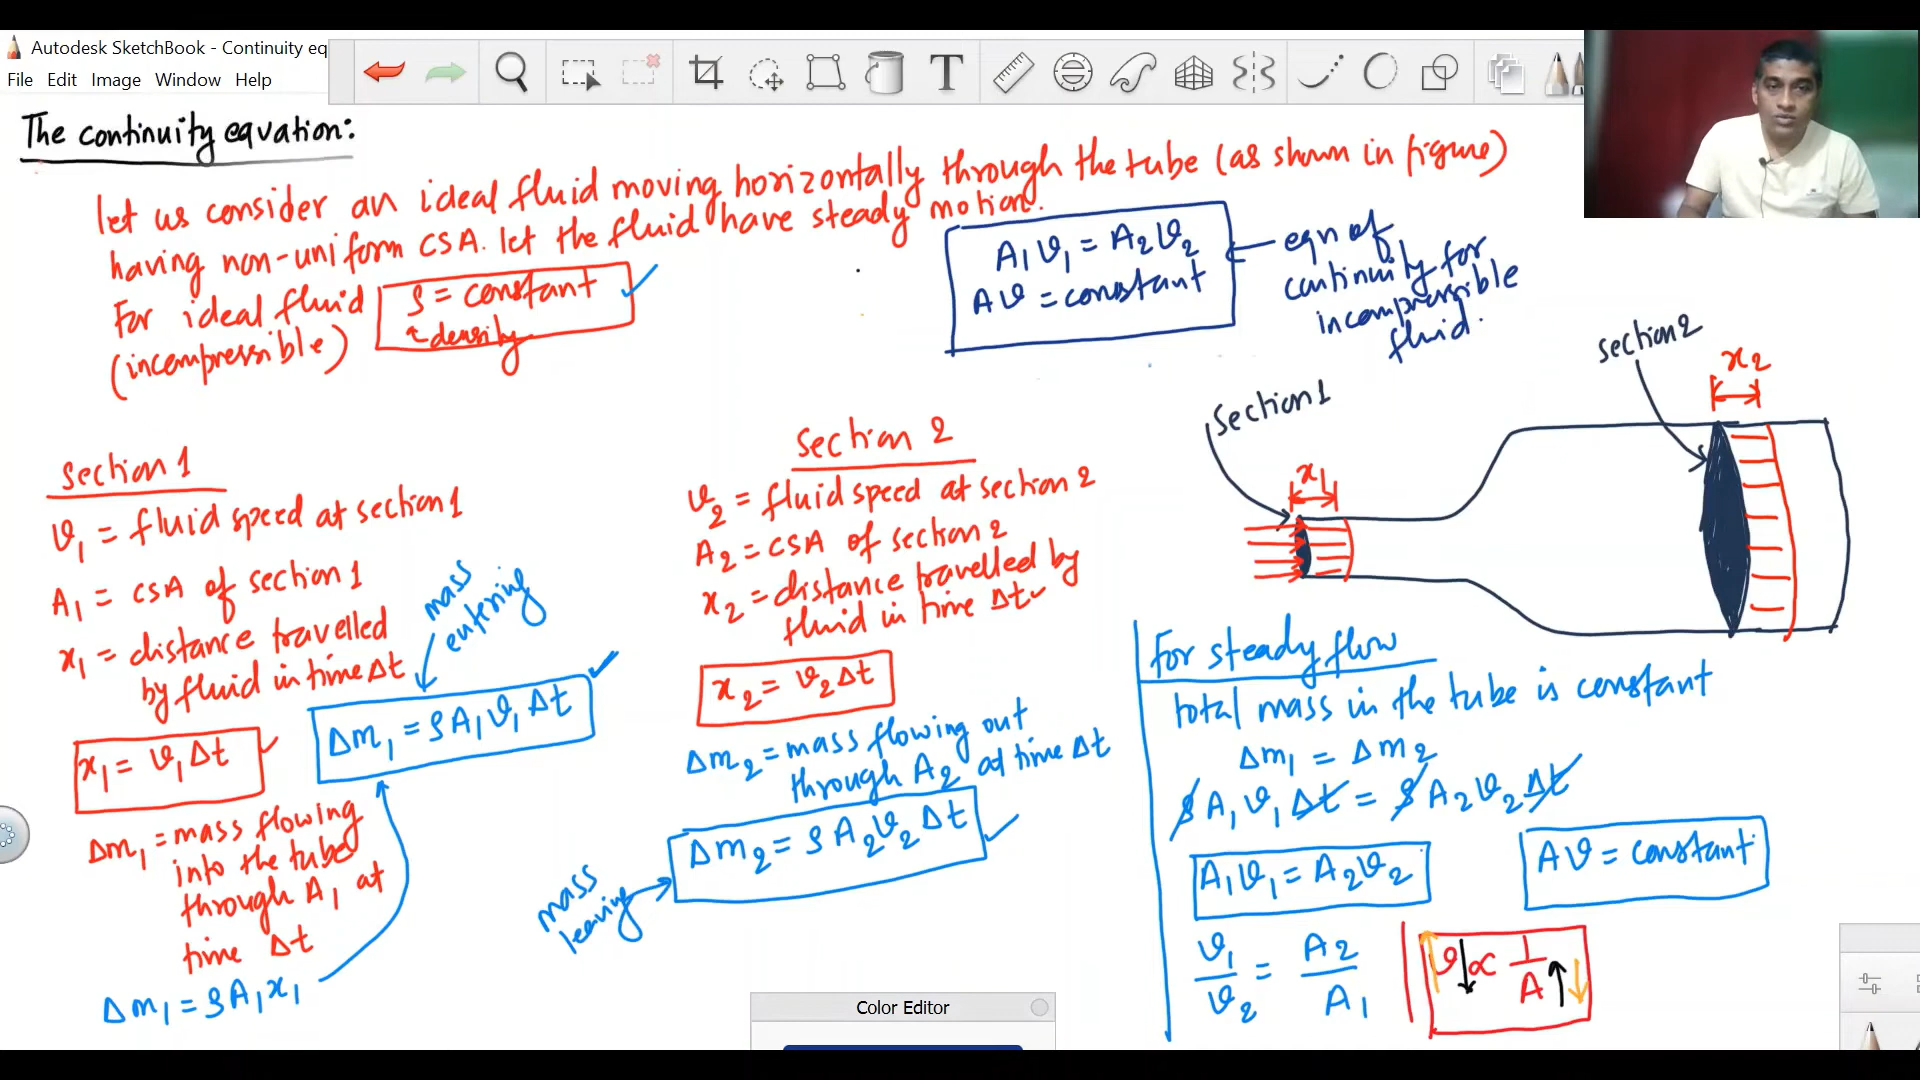 Autodesk SketchBook - Continuity eq
File Edit Image Window Help
The continuity equation:
let us consider an ideal fluid moving horizontally through the tube (as shown in figure)
having non-uniform CSA. let the fluid have steady motion.
For ideal fluid
(incompressible)
ρ = constant
density
A₁v₁ = A₂v₂
Av = constant
eqn of
continuity for
incompressible
fluid.
section 1
v₁ = fluid speed at section 1
A₁ = CSA of section 1
x₁ = distance travelled
by fluid in time Δt
x₁ = v₁Δt
mass
entering
Δm₁ = ρA₁v₁Δt
Δm₁ = mass flowing
into the tube
through A₁ at
time Δt
Δm₁ = ρA₁x₁
section 2
v₂ = fluid speed at section 2
A₂ = CSA of section 2
x₂ = distance travelled by
fluid in time Δt
x₂ = v₂Δt
Δm₂ = mass flowing out
through A₂ at time Δt
Δm₂ = ρA₂v₂Δt
mass
leaving
section 1
x₁
section 2
x₂
For steady flow
total mass in the tube is constant
Δm₁ = Δm₂
ρA₁v₁Δt = ρA₂v₂Δt
A₁v₁ = A₂v₂
Av = constant
v₁/v₂ = A₂/A₁
v ∝ 1/A
Color Editor